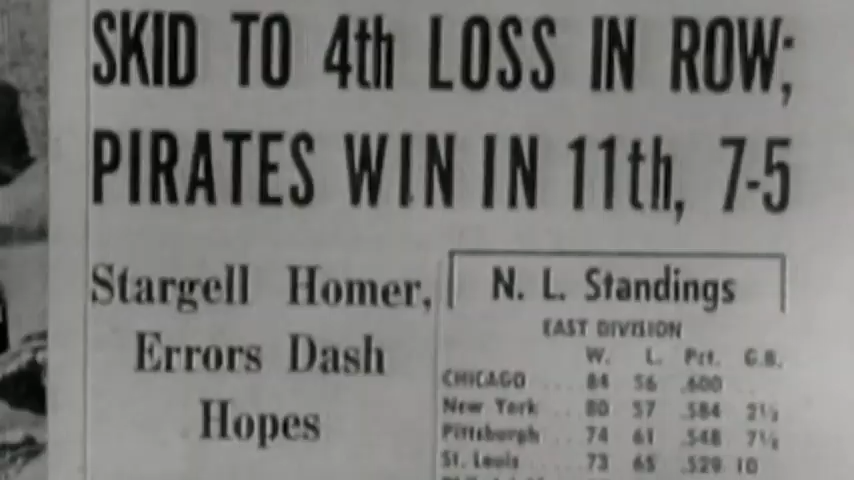 SKID TO 4th LOSS IN ROW;
PIRATES WIN IN 11th, 7-5
Stargell Homer,
Errors Dash
Hopes
N. L. Standings
EAST DIVISION
W. L. Pct. G.B.
CHICAGO .... 84 56 .600
New York .. 80 57 .584 2½
Pittsburgh .. 74 61 .548 7½
St. Louis ... 73 65 .529 10